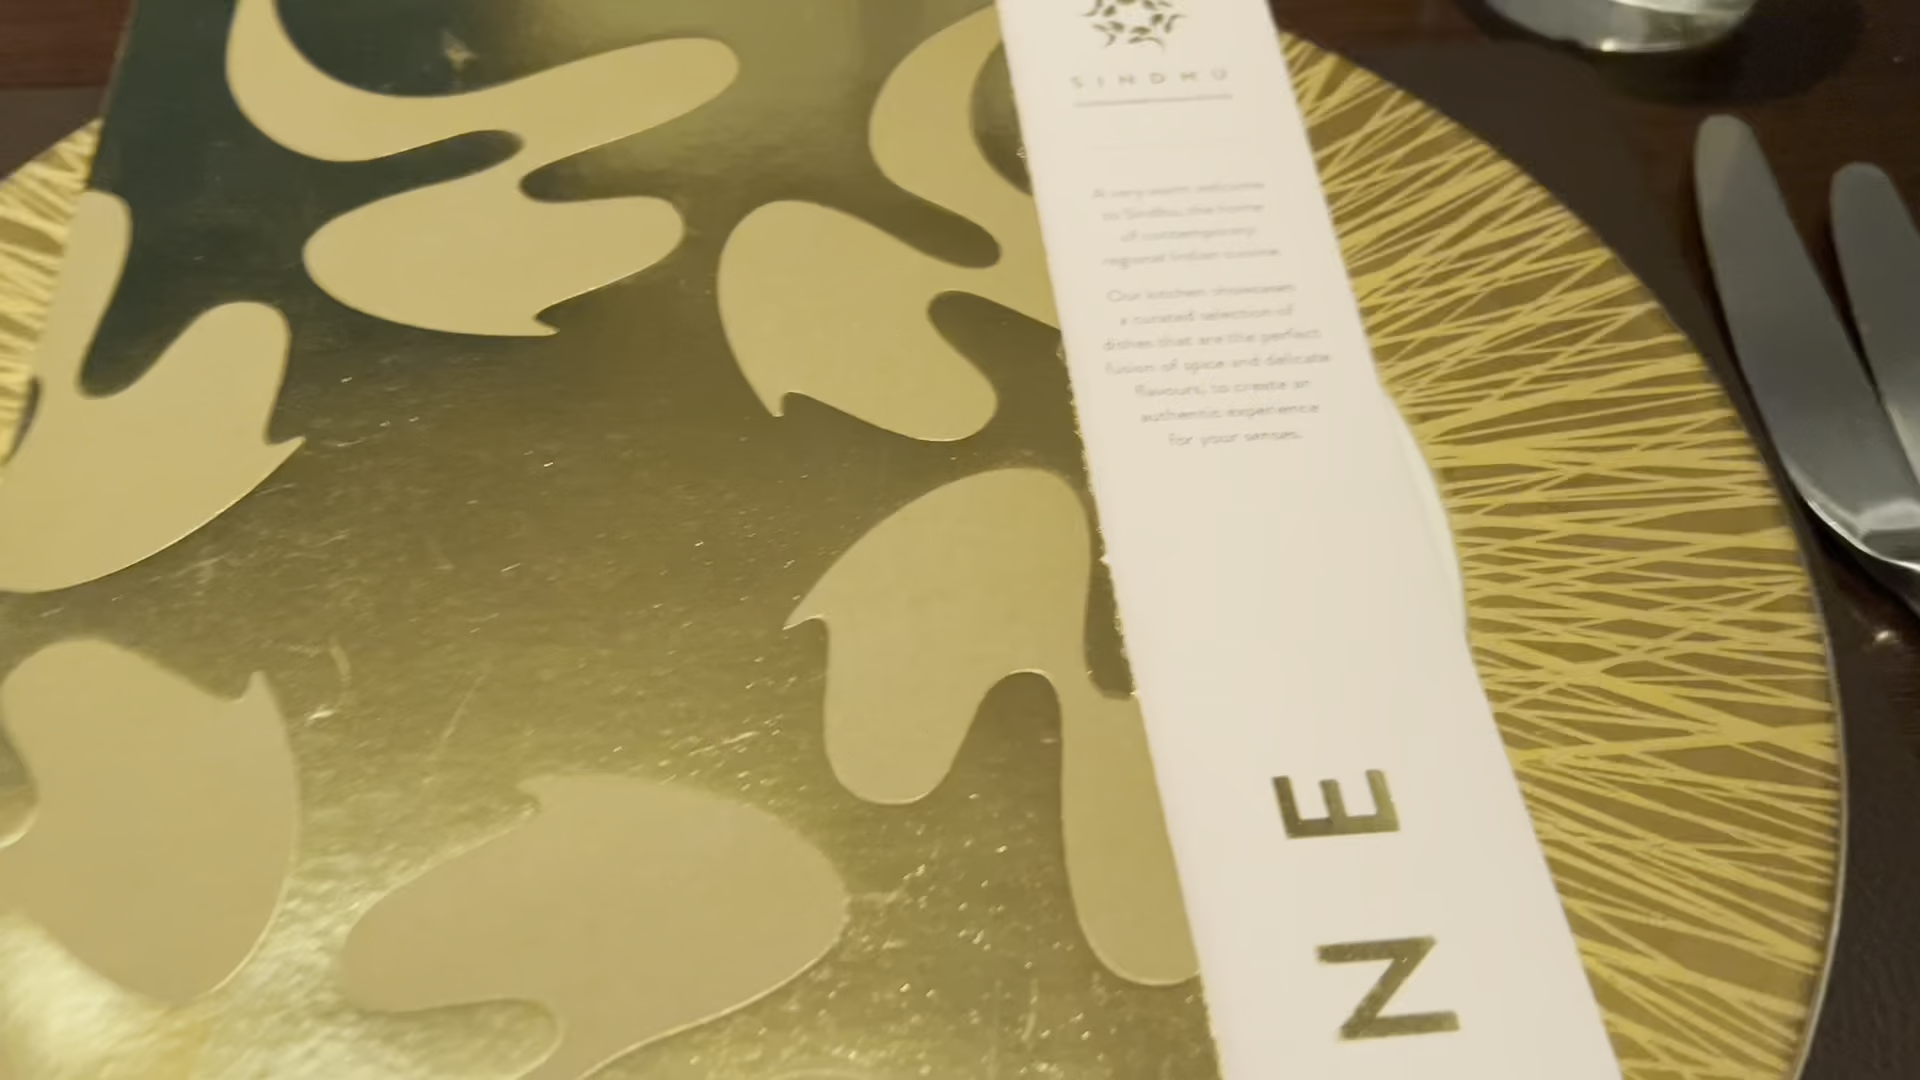 SINDHU
A very warm welcome
to Sindhu, the home
of contemporary
regional Indian cuisine.
Our kitchen showcases
a curated selection of
dishes that are the perfect
fusion of spice and delicate
flavours, to create an
authentic experience
for your senses.
N E